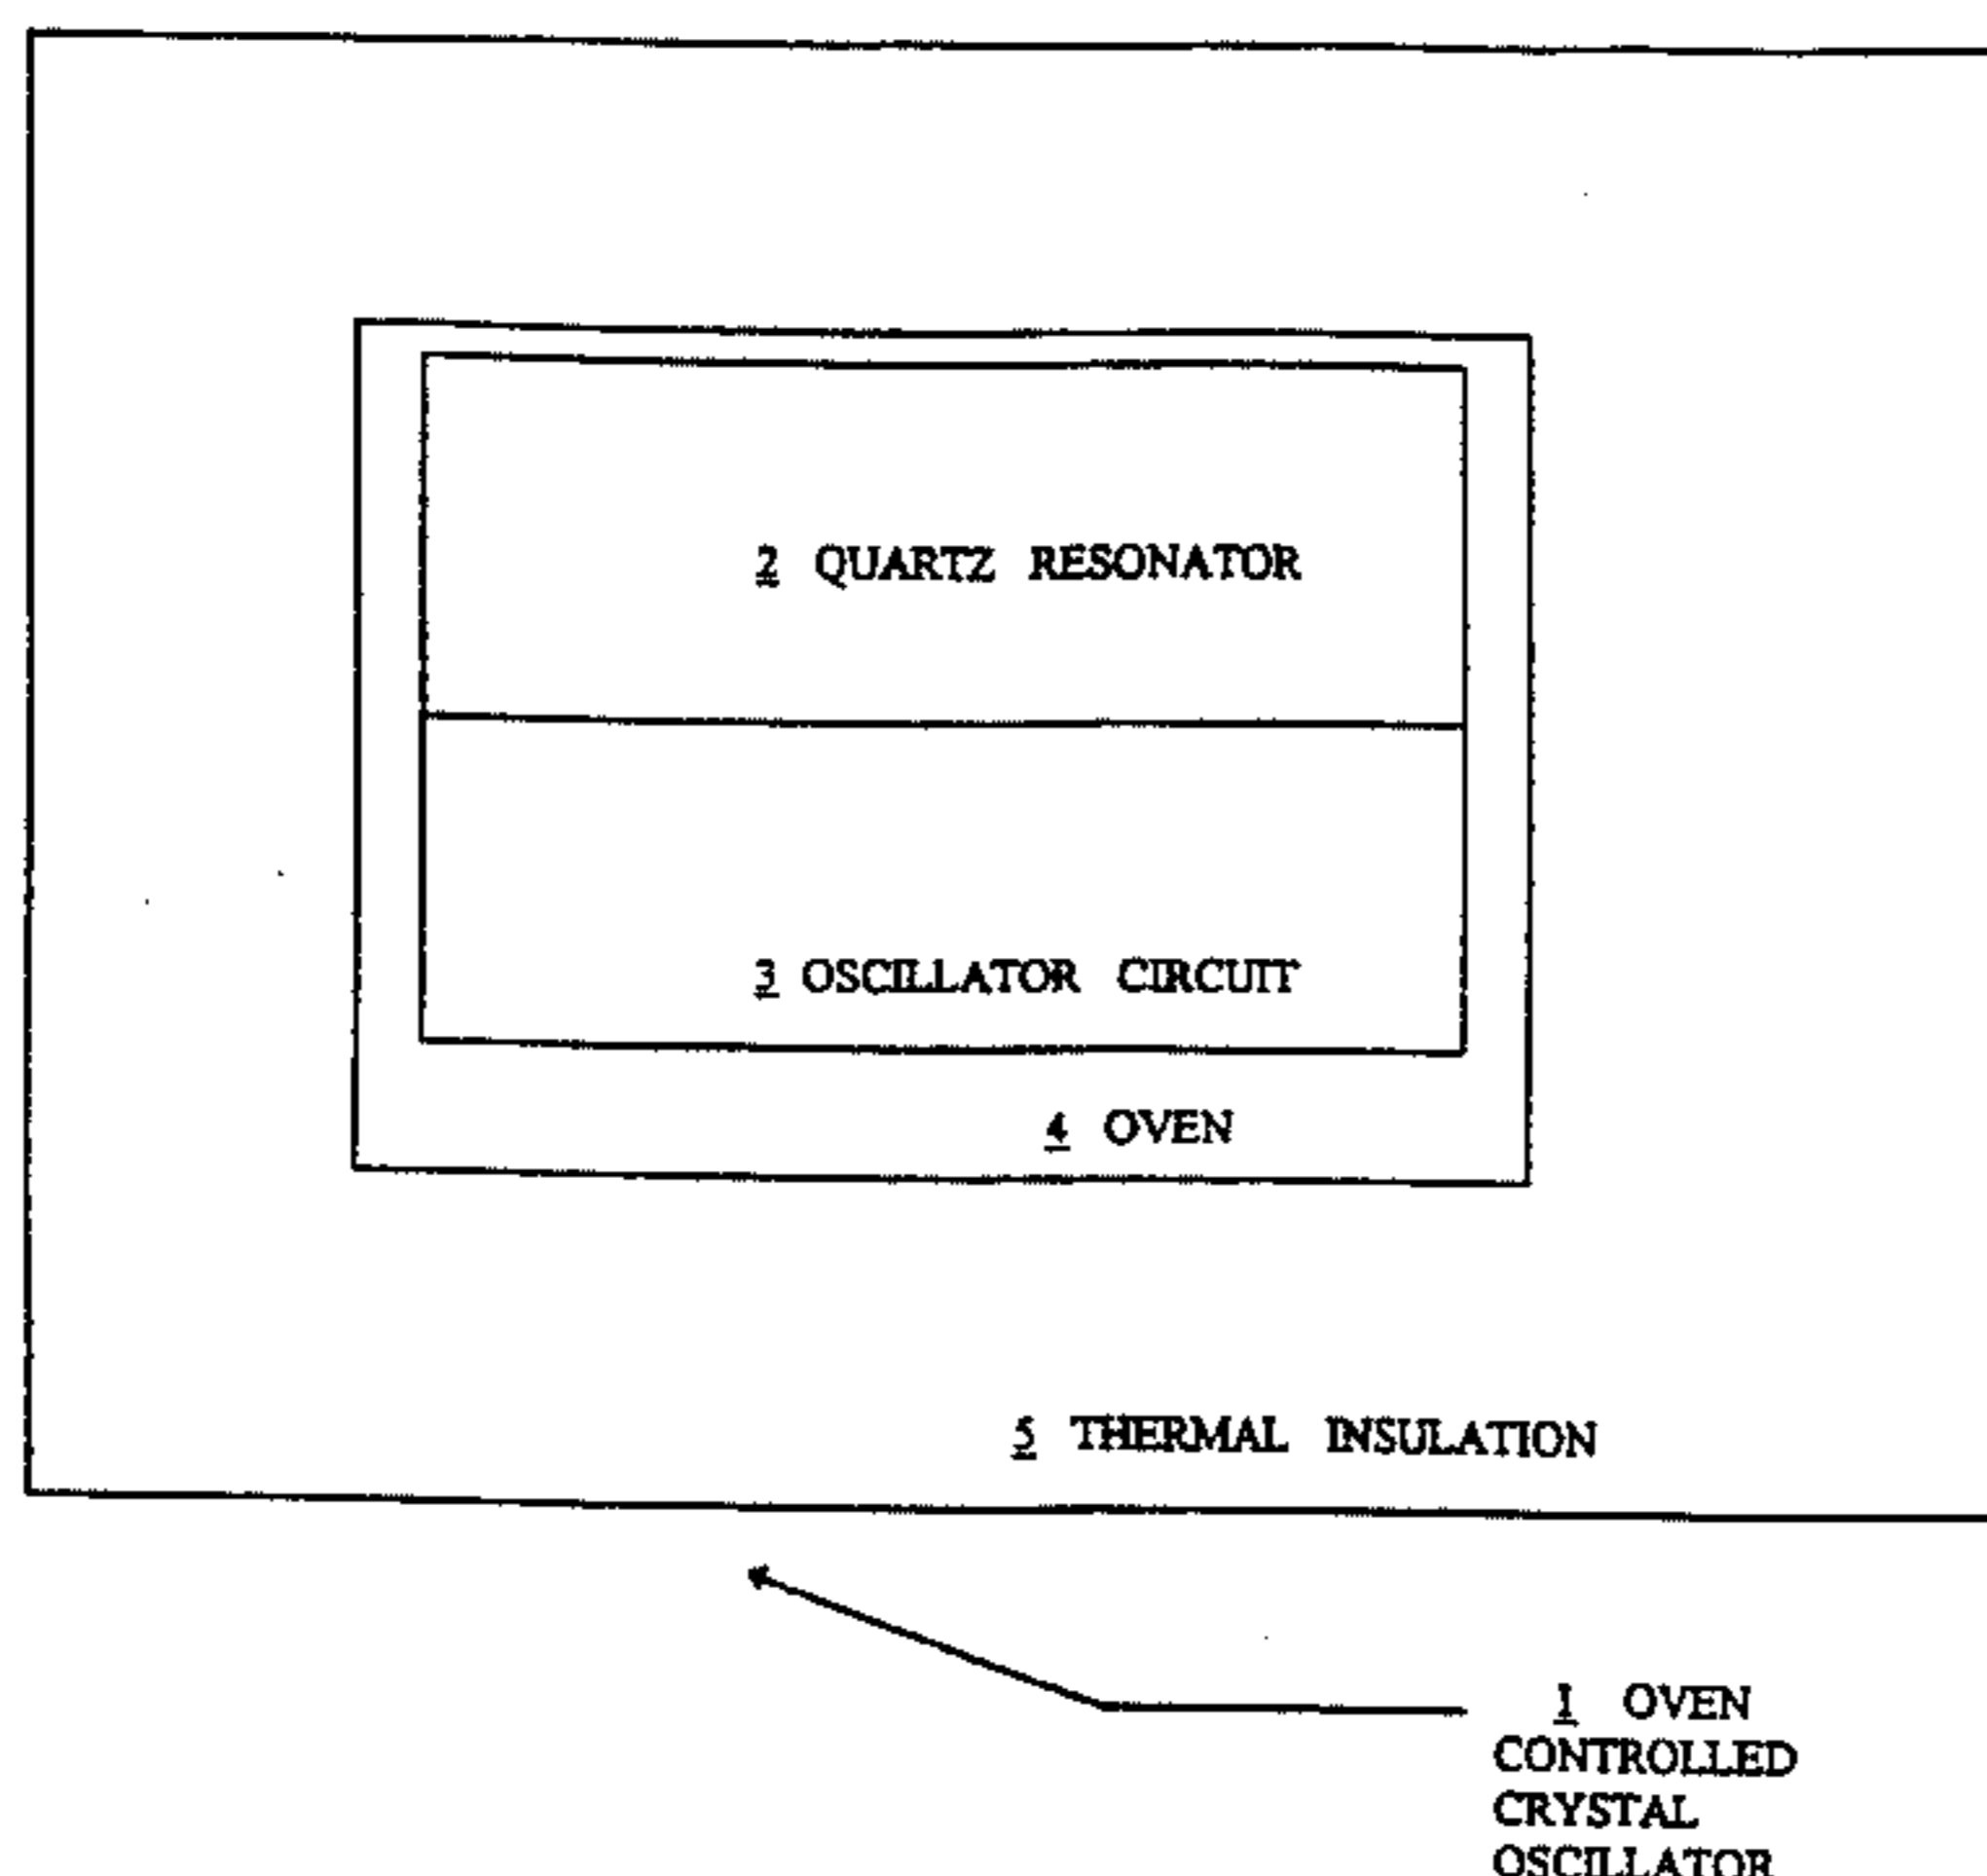 2 QUARTZ RESONATOR
3 OSCILLATOR CIRCUIT
4 OVEN
5 THERMAL INSULATION
1 OVEN
CONTROLLED
CRYSTAL
OSCILLATOR